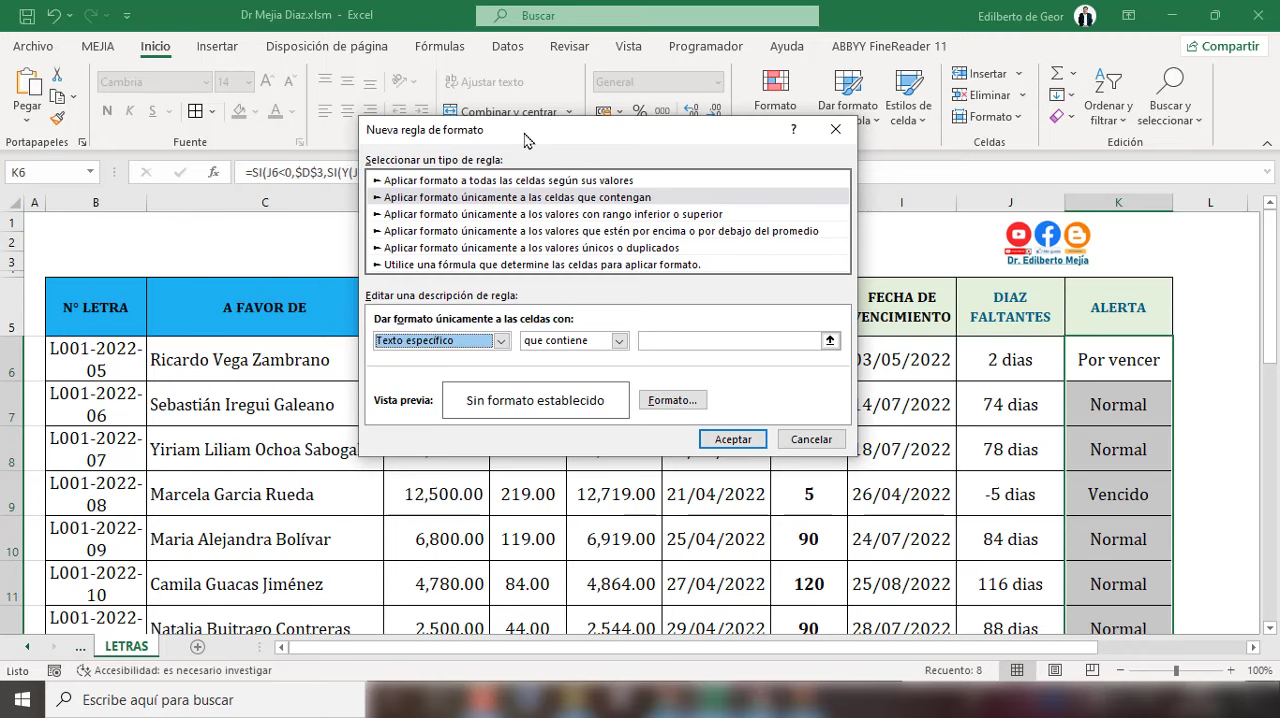 Dr Mejia Diaz.xlsm - Excel
Buscar
Edilberto de Geor
Archivo MEJIA Inicio Insertar Disposición de página Fórmulas Datos Revisar Vista Programador Ayuda ABBYY FineReader 11 Compartir
Pegar
Cambria 14
N K S
Ajustar texto
Combinar y centrar
General
% 000
Formato
Dar formato
Estilos de
celda
Insertar
Eliminar
Formato
Ordenar y
filtrar
Buscar y
seleccionar
Portapapeles Fuente Celdas Edición
K6 fx =SI(J6<0,$D$3,SI(Y(J
Nueva regla de formato ?
Seleccionar un tipo de regla:
► Aplicar formato a todas las celdas según sus valores
► Aplicar formato únicamente a las celdas que contengan
► Aplicar formato únicamente a los valores con rango inferior o superior
► Aplicar formato únicamente a los valores que estén por encima o por debajo del promedio
► Aplicar formato únicamente a los valores únicos o duplicados
► Utilice una fórmula que determine las celdas para aplicar formato.
Editar una descripción de regla:
Dar formato únicamente a las celdas con:
Texto específico que contiene
Vista previa: Sin formato establecido Formato...
Aceptar Cancelar
A B C I J K L
1
2
3
Dr. Edilberto Mejía
5 N° LETRA A FAVOR DE FECHA DE VENCIMIENTO DIAZ FALTANTES ALERTA
6 L001-2022-05 Ricardo Vega Zambrano 03/05/2022 2 dias Por vencer
7 L001-2022-06 Sebastián Iregui Galeano 14/07/2022 74 dias Normal
8 L001-2022-07 Yiriam Liliam Ochoa Sabogal 18/07/2022 78 dias Normal
9 L001-2022-08 Marcela Garcia Rueda 12,500.00 219.00 12,719.00 21/04/2022 5 26/04/2022 -5 dias Vencido
10 L001-2022-09 Maria Alejandra Bolívar 6,800.00 119.00 6,919.00 25/04/2022 90 24/07/2022 84 dias Normal
11 L001-2022-10 Camila Guacas Jiménez 4,780.00 84.00 4,864.00 27/04/2022 120 25/08/2022 116 dias Normal
L001-2022- Natalia Buitrago Contreras 2,500.00 44.00 2,544.00 29/04/2022 90 28/07/2022 88 dias Normal
... LETRAS
Listo Accesibilidad: es necesario investigar Recuento: 8 100%
Escribe aquí para buscar